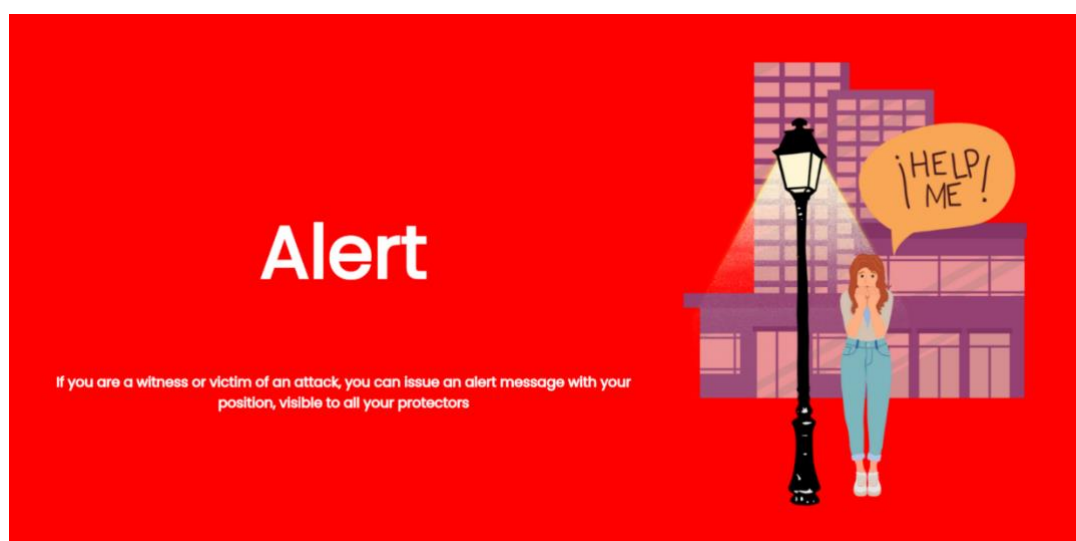 Alert
If you are a witness or victim of an attack, you can issue an alert message with your
position, visible to all your protectors
¡HELP
ME!